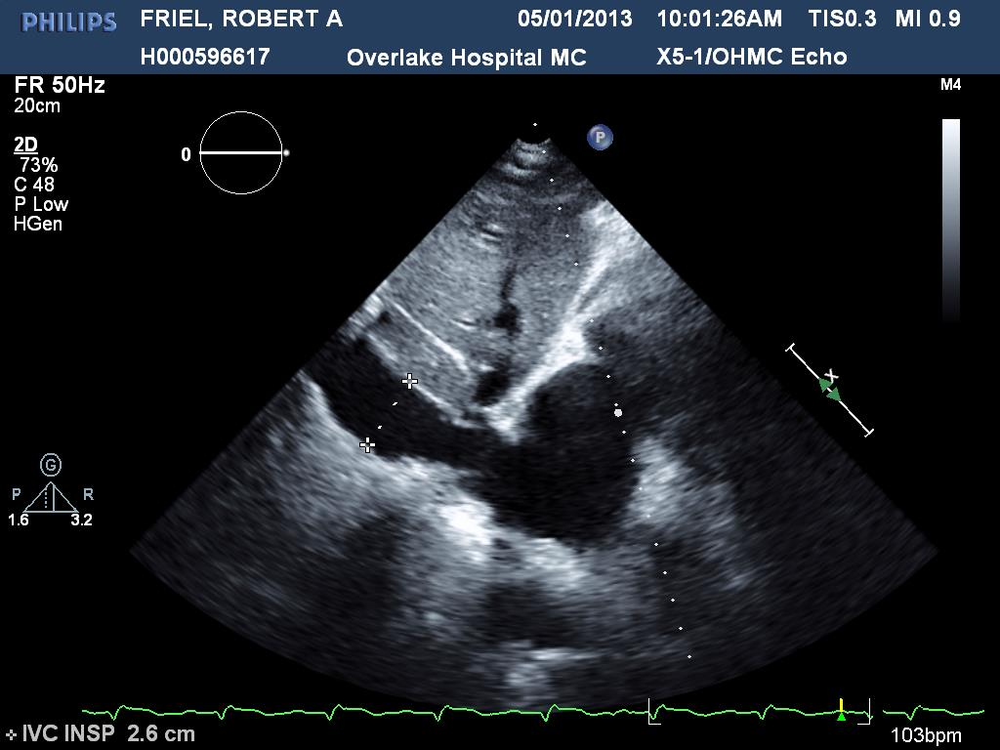 PHILIPS FRIEL, ROBERT A 05/01/2013 10:01:26AM TIS0.3 MI 0.9
H000596617 Overlake Hospital MC X5-1/OHMC Echo
FR 50Hz
20cm
M4
2D
73%
C 48
P Low
HGen
0
P
X
G
P R
1.6 3.2
IVC INSP 2.6 cm
103bpm